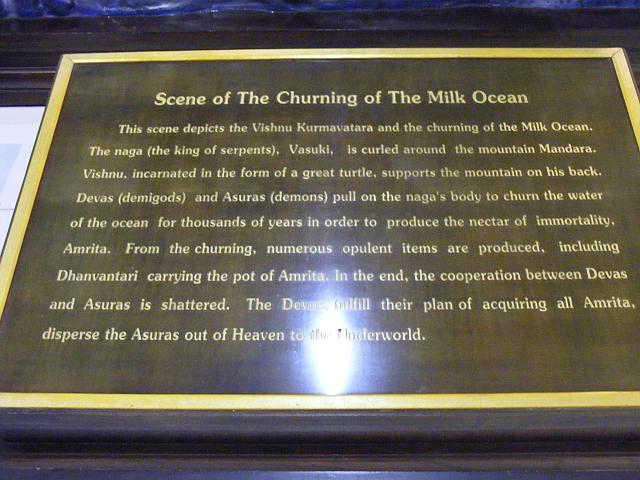 Scene of The Churning of The Milk Ocean
This scene depicts the Vishnu Kurmavatara and the churning of the Milk Ocean.
The naga (the king of serpents), Vasuki, is curled around the mountain Mandara.
Vishnu, incarnated in the form of a great turtle, supports the mountain on his back.
Devas (demigods) and Asuras (demons) pull on the naga's body to churn the water
of the ocean for thousands of years in order to produce the nectar of immortality,
Amrita. From the churning, numerous opulent items are produced, including
Dhanvantari carrying the pot of Amrita. In the end, the cooperation between Devas
and Asuras is shattered. The Devas fulfill their plan of acquiring all Amrita,
disperse the Asuras out of Heaven to the Underworld.